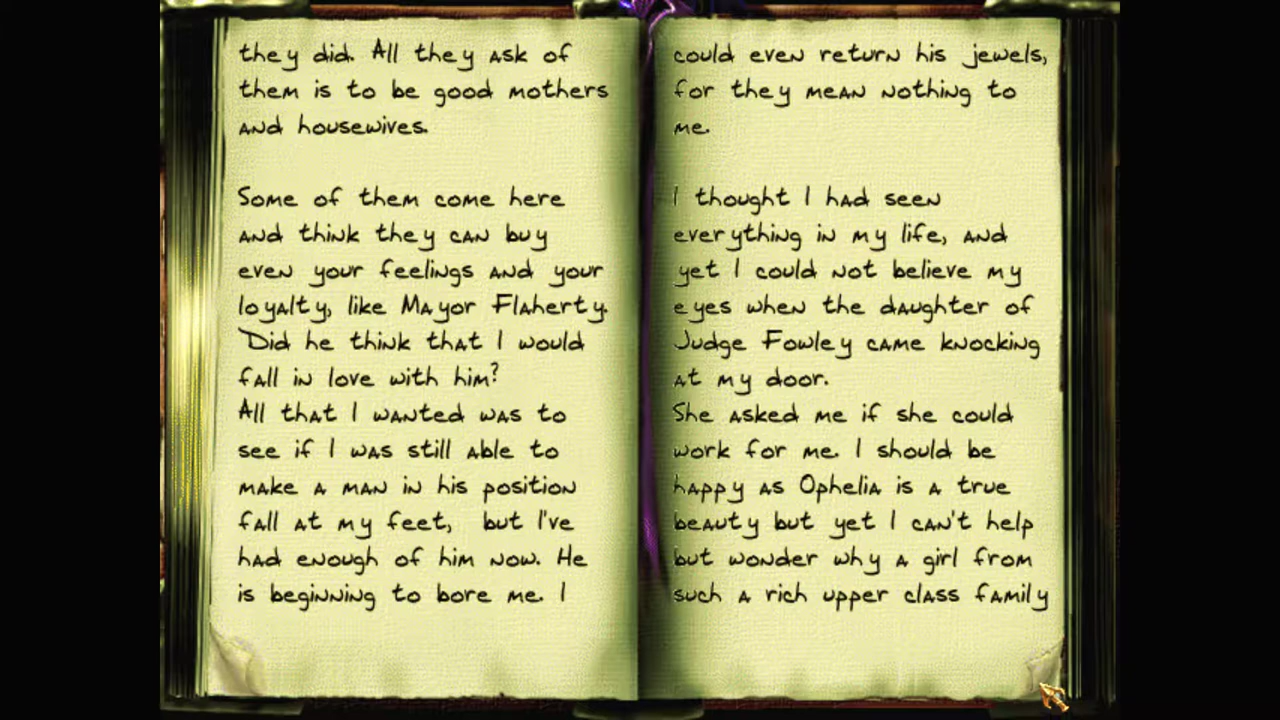 they did. All they ask of
them is to be good mothers
and housewives.
Some of them come here
and think they can buy
even your feelings and your
loyalty, like Mayor Flaherty.
Did he think that I would
fall in love with him?
All that I wanted was to
see if I was still able to
make a man in his position
fall at my feet, but I've
had enough of him now. He
is beginning to bore me. I
could even return his jewels,
for they mean nothing to
me.
I thought I had seen
everything in my life, and
yet I could not believe my
eyes when the daughter of
Judge Fowley came knocking
at my door.
She asked me if she could
work for me. I should be
happy as Ophelia is a true
beauty but yet I can't help
but wonder why a girl from
such a rich upper class family